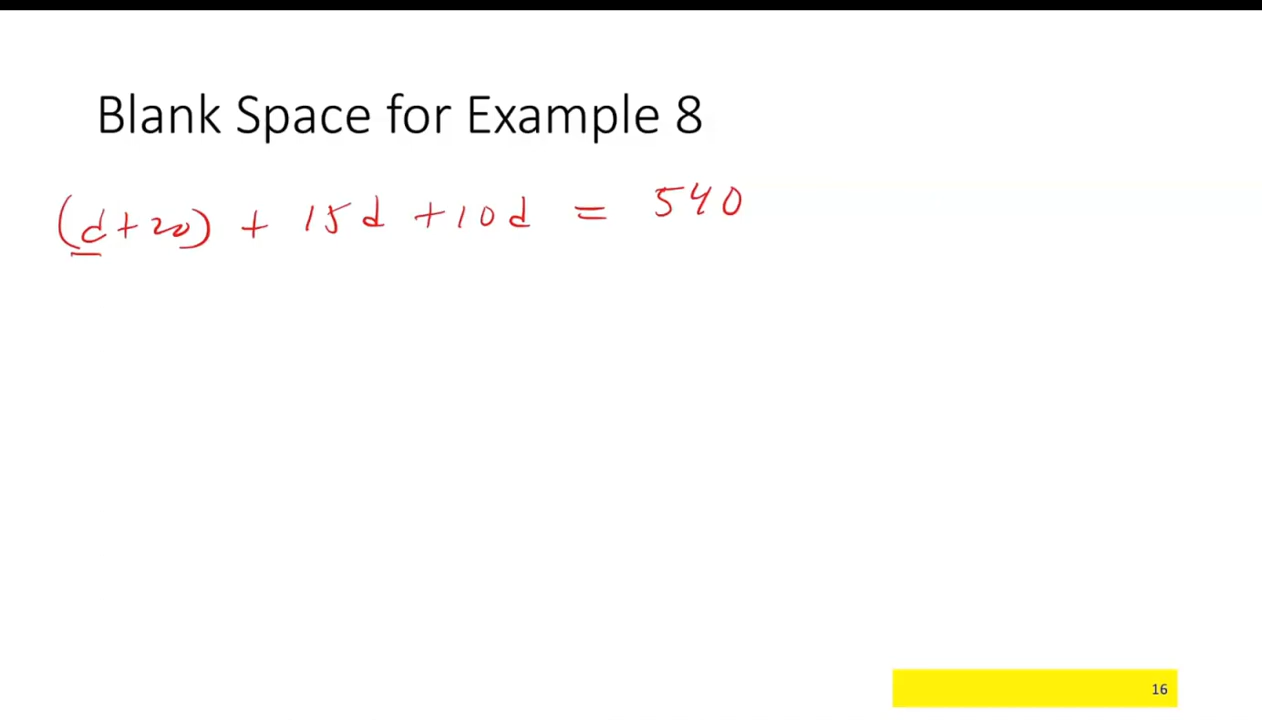 Blank Space for Example 8
(d+20) + 15d +10d = 540
16